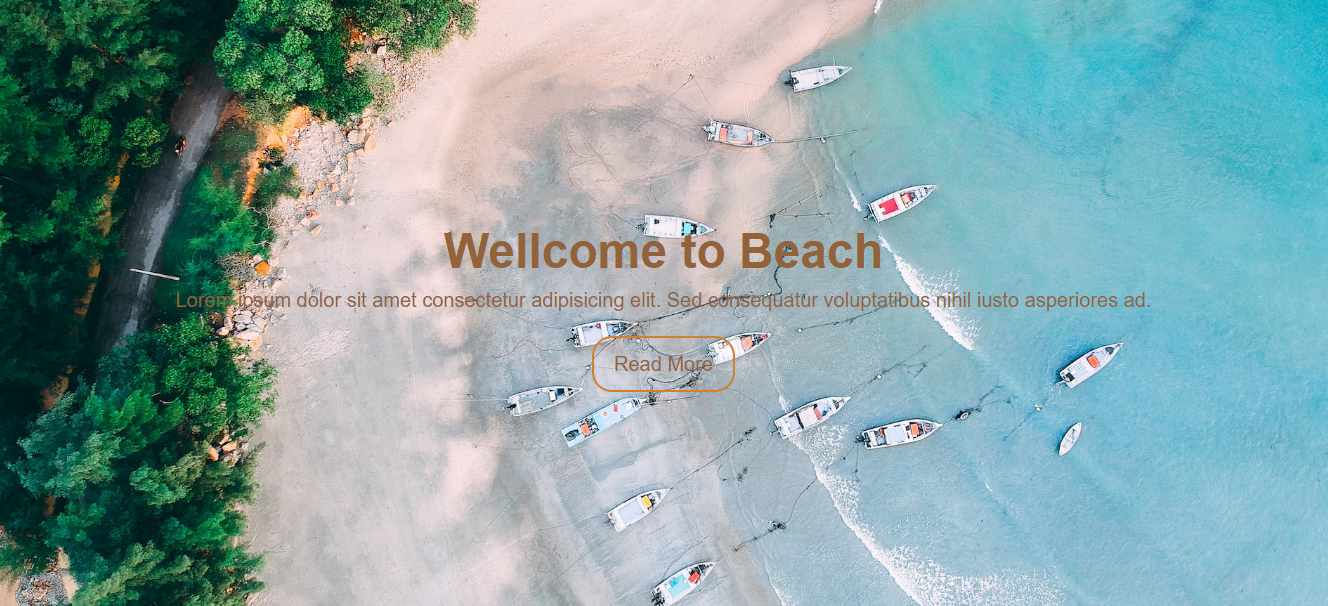 Wellcome to Beach
Lorem ipsum dolor sit amet consectetur adipisicing elit. Sed consequatur voluptatibus nihil iusto asperiores ad.
Read More